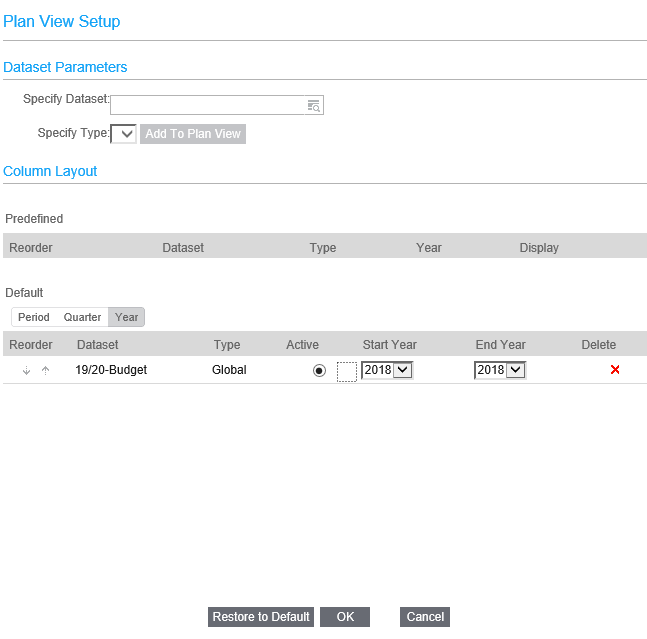 Plan View Setup
Dataset Parameters
Specify Dataset:
Specify Type: Add To Plan View
Column Layout
Predefined
Reorder Dataset Type Year Display
Default
Period Quarter Year
Reorder Dataset Type Active Start Year End Year Delete
19/20-Budget Global 2018 2018
Restore to Default OK Cancel